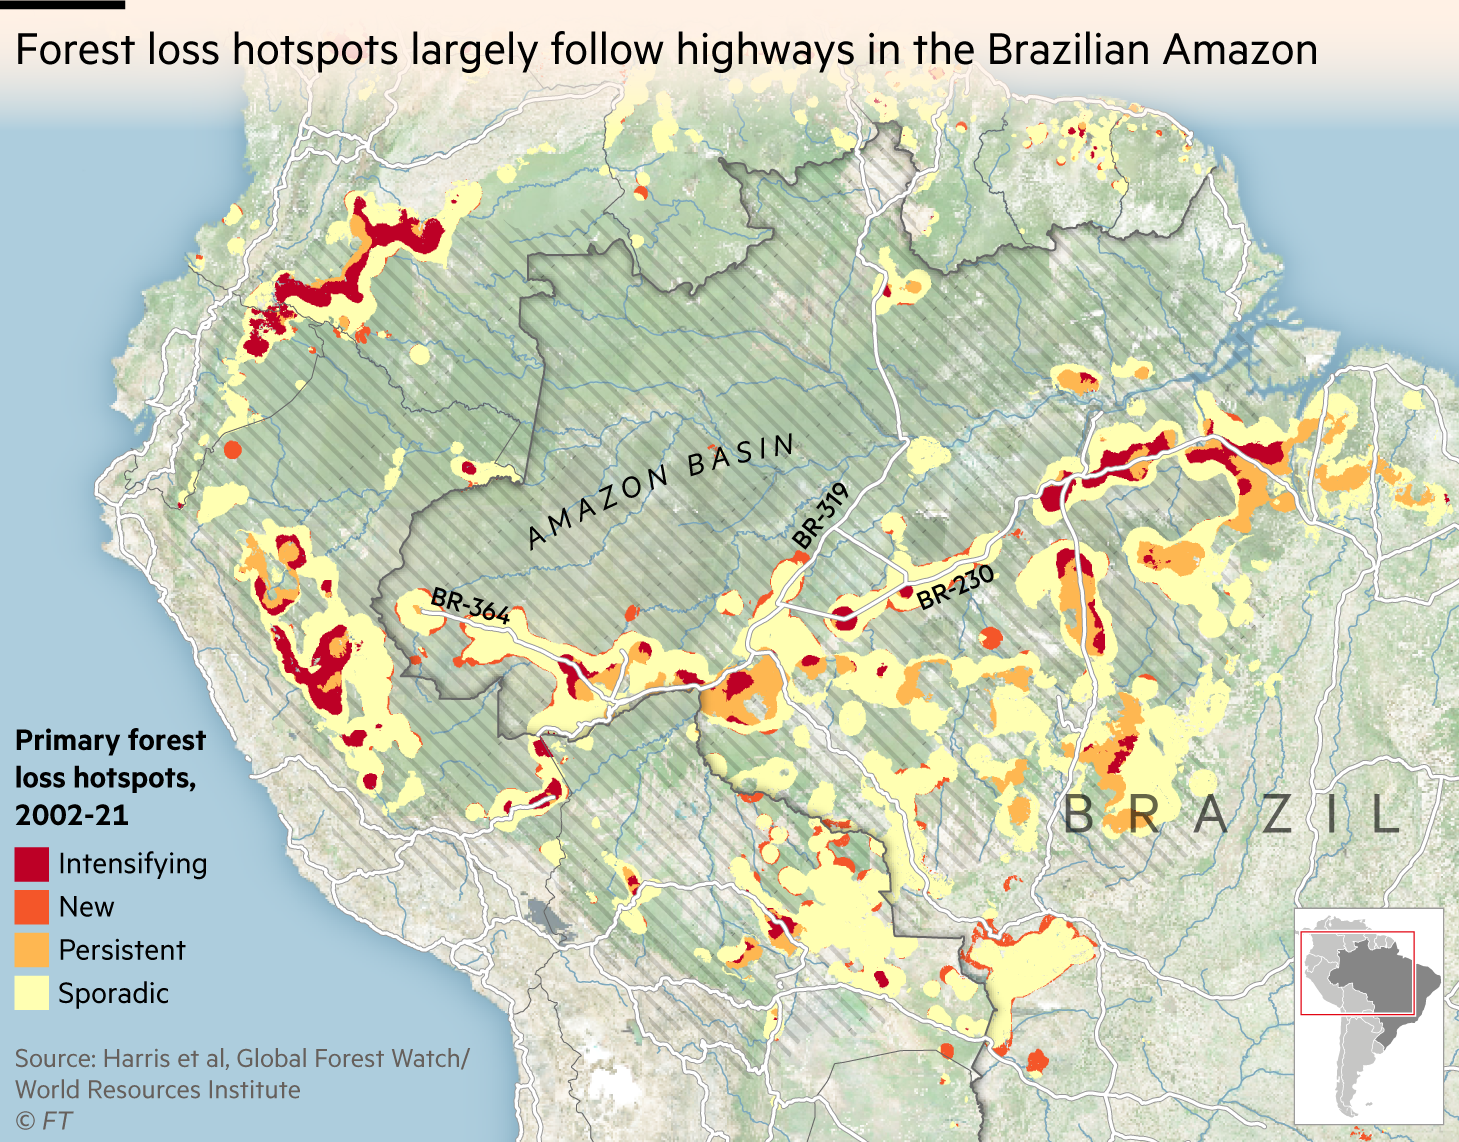 Forest loss hotspots largely follow highways in the Brazilian Amazon
AMAZON BASIN
BR-319
BR-230
BR-364
BRAZIL
Primary forest
loss hotspots,
2002-21
Intensifying
New
Persistent
Sporadic
Source: Harris et al, Global Forest Watch/
World Resources Institute
© FT